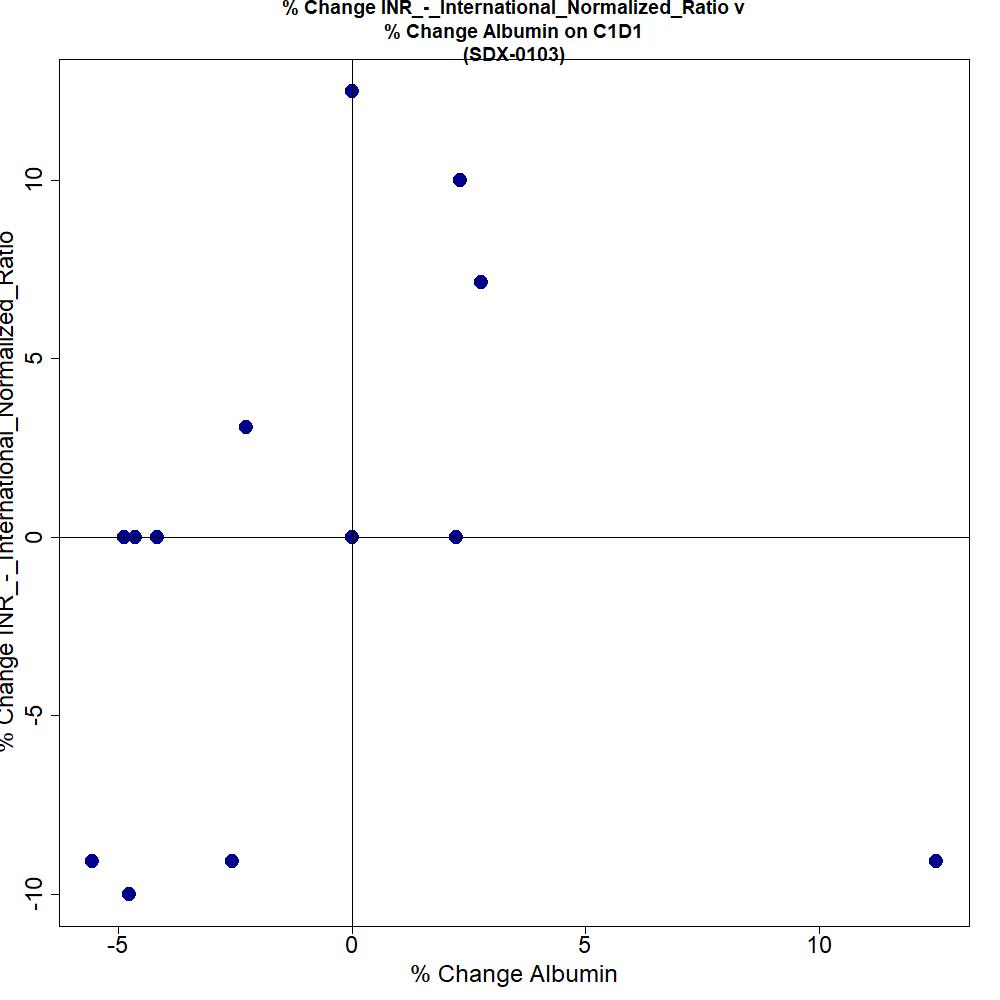 % Change INR_-_International_Normalized_Ratio v
% Change Albumin on C1D1
(SDX-0103)
% Change INR_-_International_Normalized_Ratio
10
5
0
-5
-10
-5
0
5
10
% Change Albumin